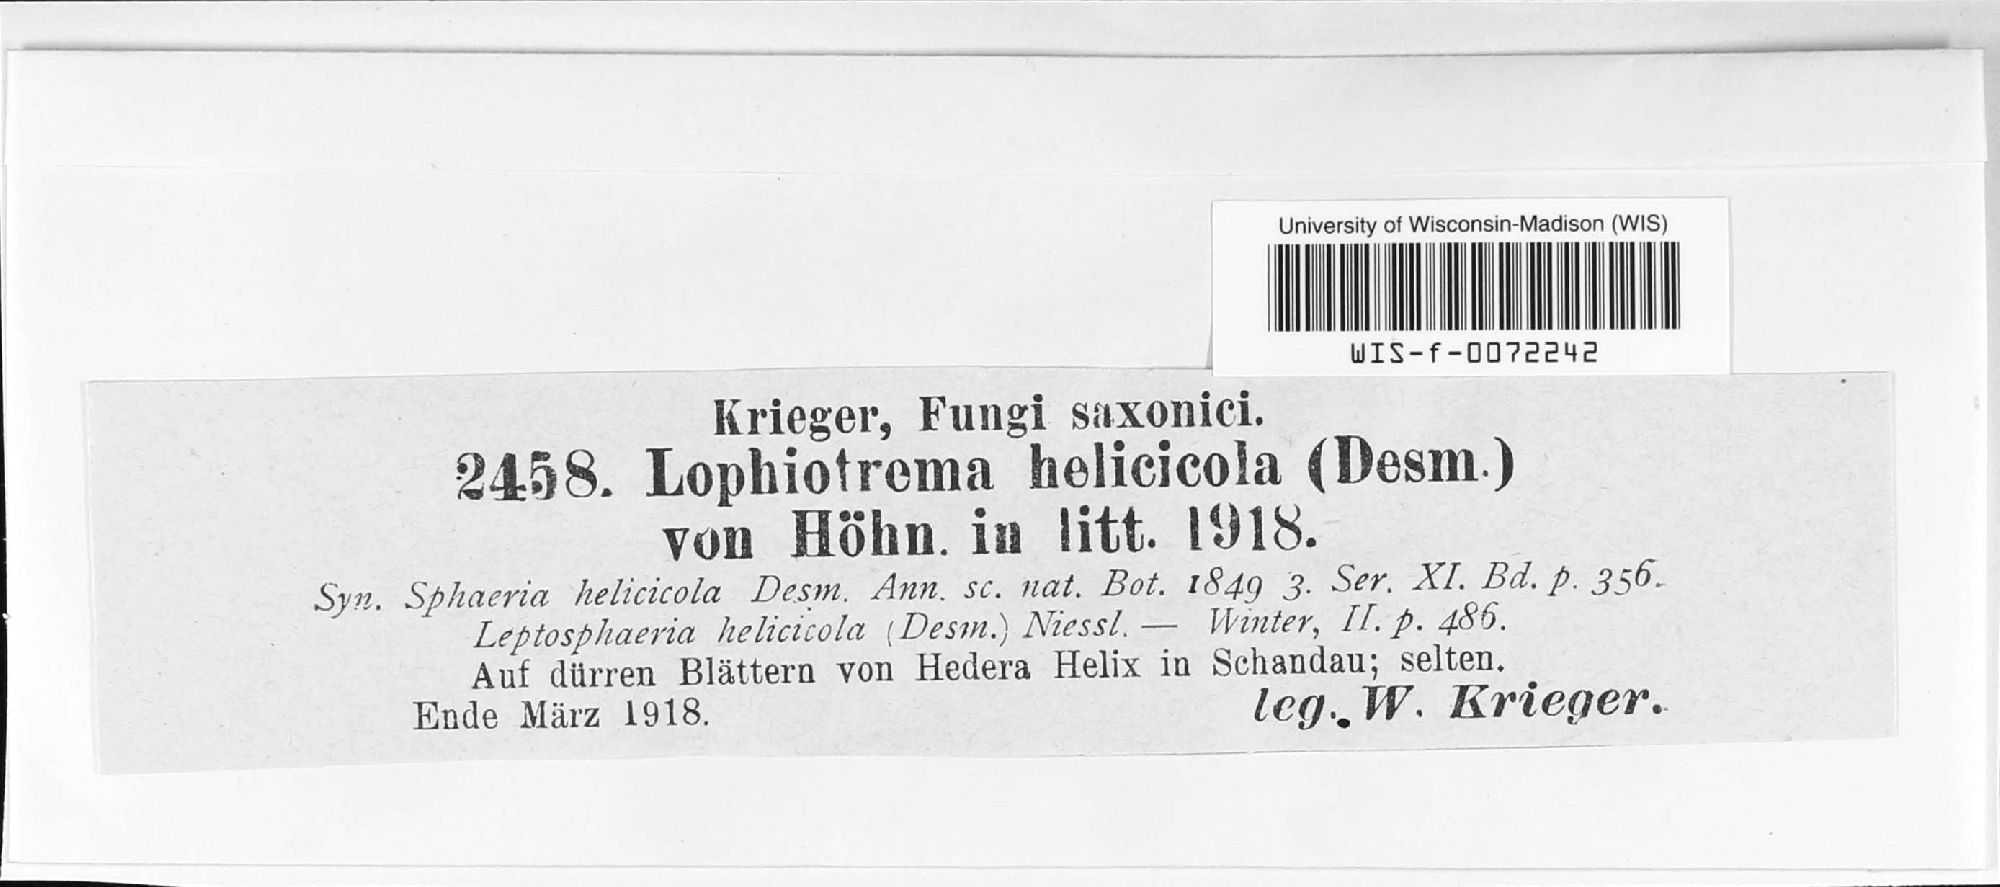 University of Wisconsin-Madison (WIS)
WIS-f-0072242
Krieger, Fungi saxonici.
2458. Lophiotrema helicicola (Desm.)
von Höhn. in litt. 1918.
Syn. Sphaeria helicicola Desm. Ann. sc. nat. Bot. 1849 3. Ser. XI. Bd. p. 356.
Leptosphaeria helicicola (Desm.) Niessl. — Winter, II. p. 486.
Auf dürren Blättern von Hedera Helix in Schandau; selten.
Ende März 1918. leg. W. Krieger.